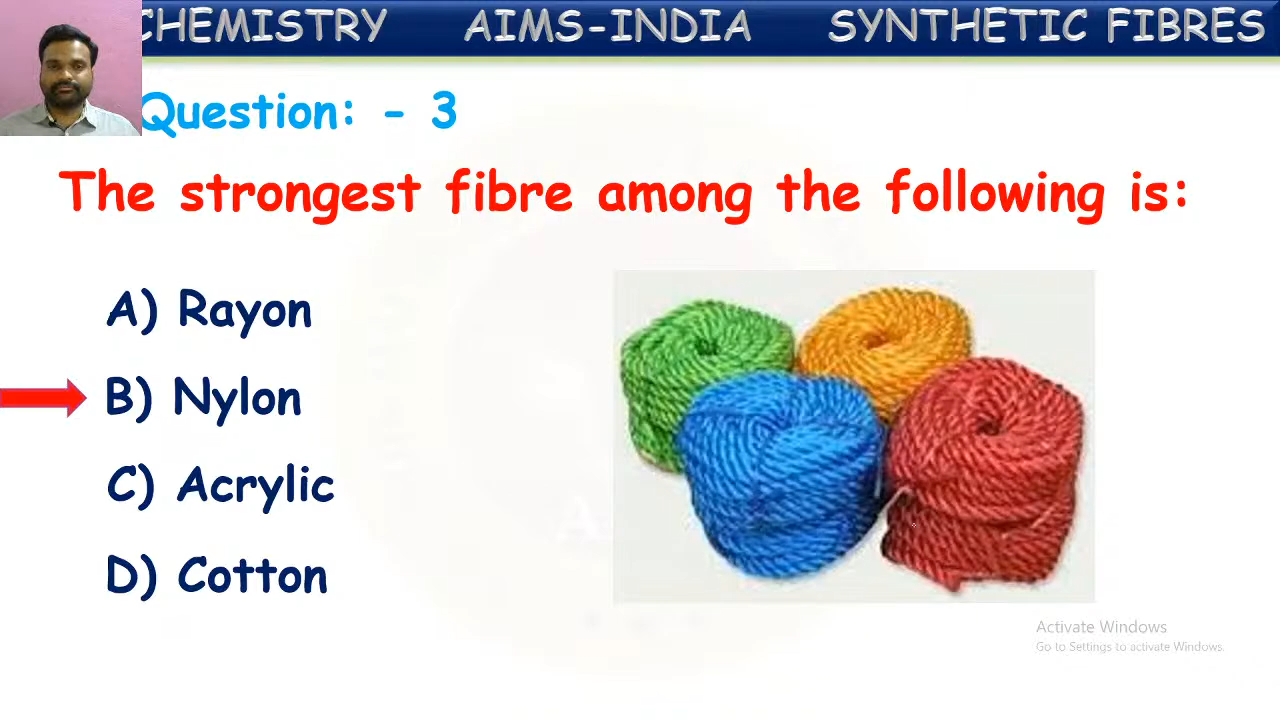 CHEMISTRY AIMS-INDIA SYNTHETIC FIBRES
Question: - 3
The strongest fibre among the following is:
A) Rayon
B) Nylon
C) Acrylic
D) Cotton
Activate Windows
Go to Settings to activate Windows.